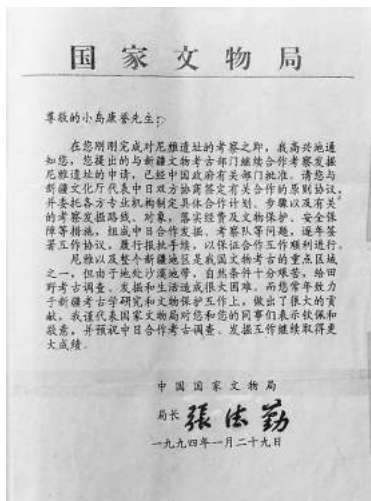 国家文物局
尊敬的小岛康誉先生:
在您刚刚完成对尼雅遗址的考察之即,我高兴地通
知您,您提出的与新疆文物考古部门继续合作考察发掘
尼雅遗址的申请,已经中国政府有关部门批准。请您与
新疆文化厅代表中日双方协商签定有关合作的原则协议,
并委托各方专业机构制定具体合作计划、步骤以及有关
的考察发掘路线、对象,落实经费及文物保护、安全保
障等措施,组成中日合作发掘、考察队等问题,逐年签
署工作协议,履行报批手续,以保证合作工作顺利进行。
尼雅以及整个新疆地区是我国文物考古的重点区域
之一,但由于地处沙漠地带,自然条件十分艰苦,给田
野考古调查、发掘和生活造成很大困难。而您常年致力
于新疆考古学研究和文物保护工作上,做出了很大的贡
献,我谨代表国家文物局对您和您的同事们表示钦佩和
敬意,并预祝中日合作考古调查、发掘工作继续取得更
大成绩。
中国国家文物局
局长 張德勤
一九九四年一月二十九日